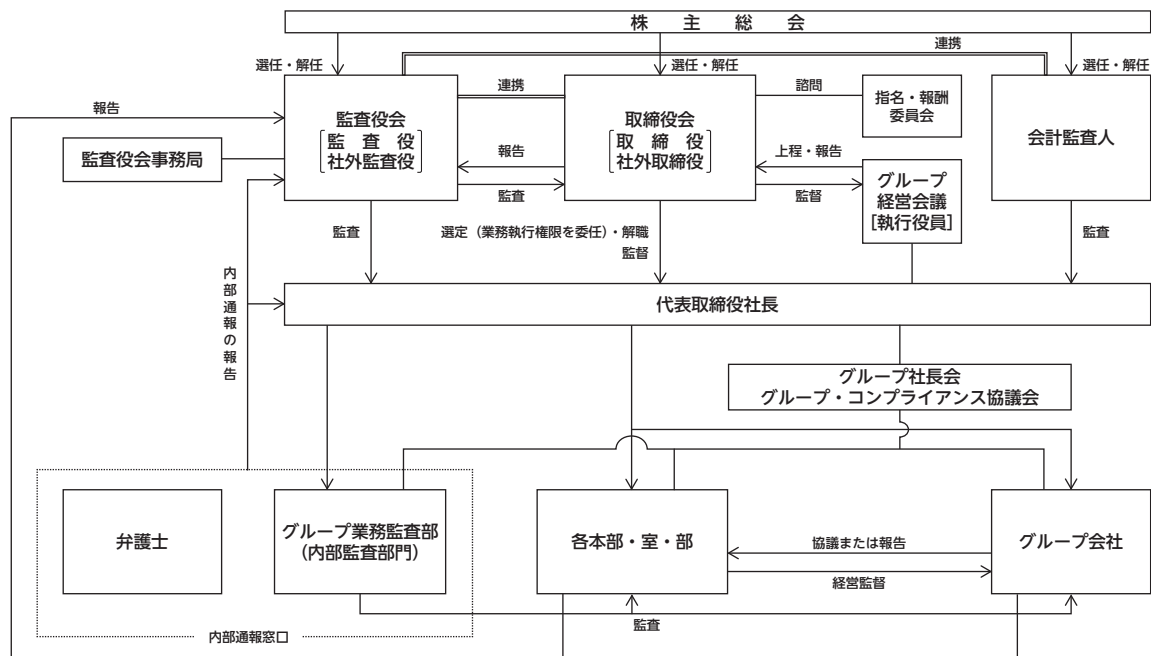 株主総会
連携
選任・解任
選任・解任
選任・解任
報告
監査役会
監査役
社外監査役
連携
取締役会
取締役
社外取締役
諮問
指名・報酬
委員会
会計監査人
監査役会事務局
報告
監査
上程・報告
監督
グループ
経営会議
[執行役員]
監査
選定（業務執行権限を委任）・解職
監督
監査
内部通報の報告
代表取締役社長
グループ社長会
グループ・コンプライアンス協議会
弁護士
グループ業務監査部
（内部監査部門）
各本部・室・部
協議または報告
経営監督
グループ会社
監査
内部通報窓口